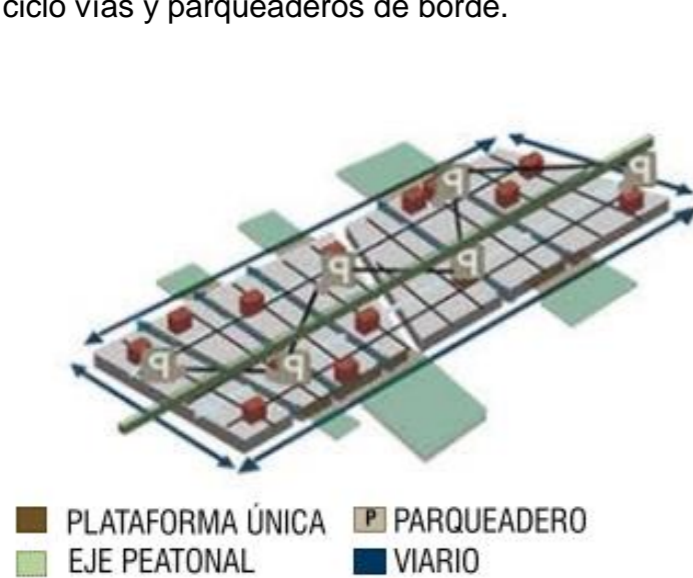 ciclo vías y parqueaderos de borde.
q
q
q
q
q
q
PLATAFORMA ÚNICA P PARQUEADERO
EJE PEATONAL VIARIO